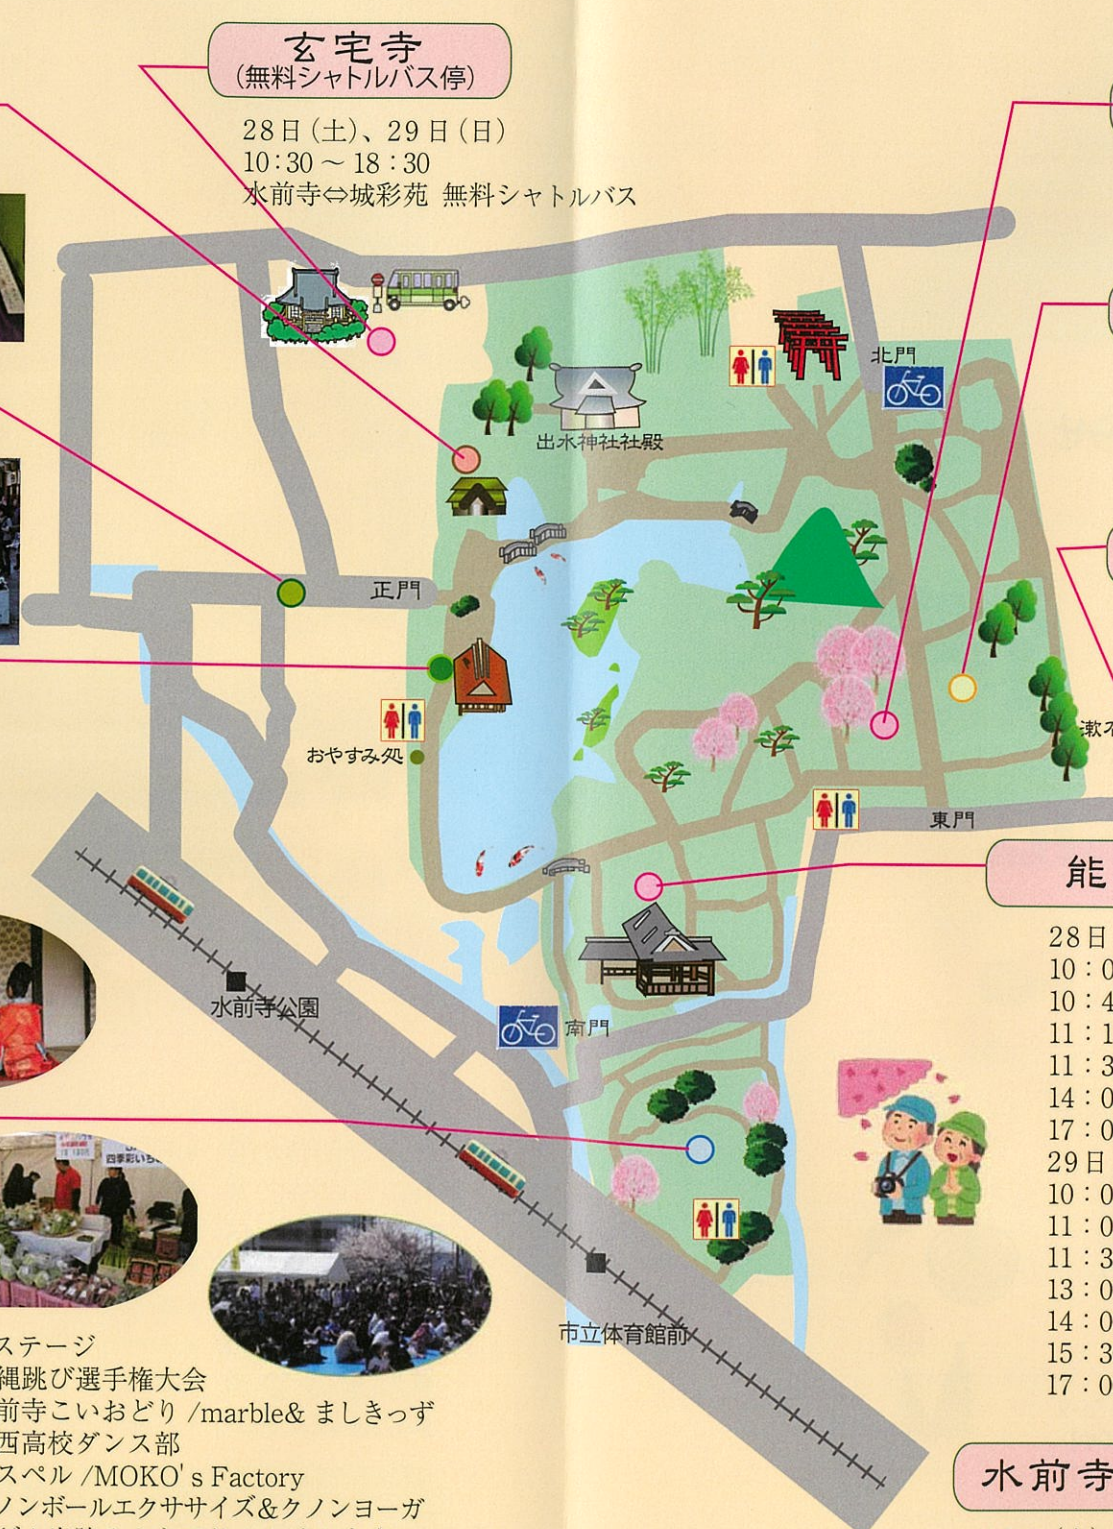 玄宅寺
（無料シャトルバス停）
28日（土）、29日（日）
10:30 ～ 18:30
水前寺⇔城彩苑 無料シャトルバス
北門
出水神社社殿
正門
漱石
おやすみ処
東門
能
28日
10：0
10：4
11：1
11：3
14：0
17：0
29日
10：0
11：0
11：3
13：0
14：0
15：3
17：0
水前寺公園
南門
四季彩いち
市立体育館前
ステージ
縄跳び選手権大会
前寺こいおどり /marble& ましきっず
西高校ダンス部
スペル /MOKO's Factory
ノンボールエクササイズ&クノンヨーガ
水前寺